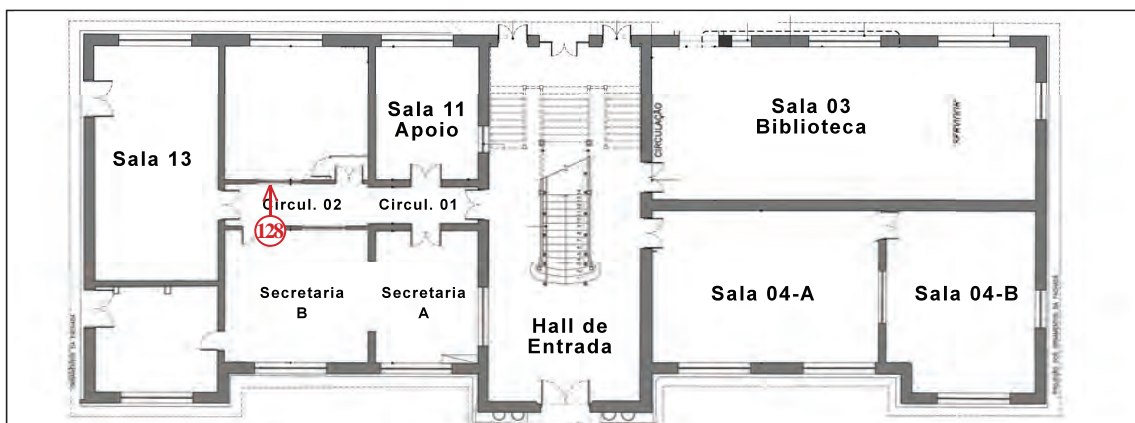 Sala 11
Apoio
Sala 03
Biblioteca
CIRCULAÇÃO
SERVIDOR
Sala 13
Circul. 02
Circul. 01
128
Secretaria
B
Secretaria
A
Sala 04-A
Sala 04-B
Hall de
Entrada